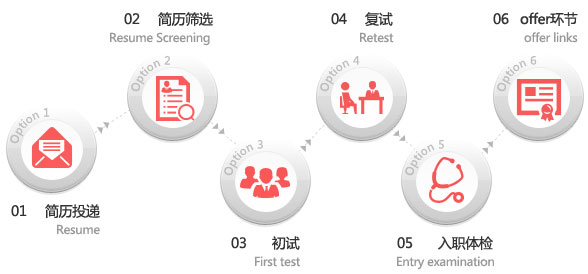 Option 1
01 简历投递
Resume
02 简历筛选
Resume Screening
Option 2
Option 3
03 初试
First test
04 复试
Retest
Option 4
Option 5
05 入职体检
Entry examination
06 offer环节
offer links
Option 6